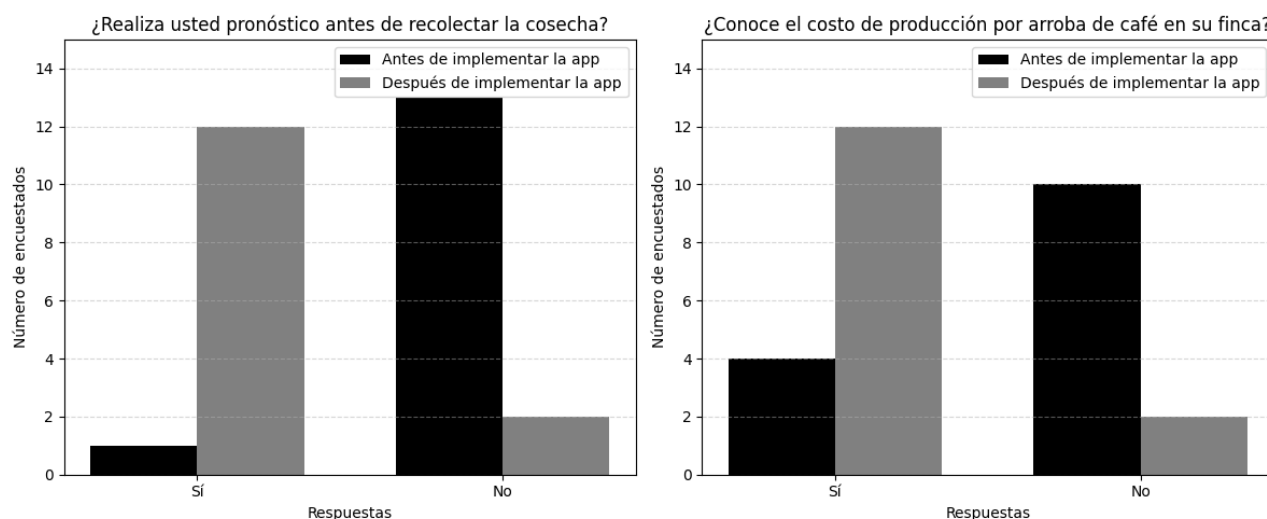 ¿Realiza usted pronóstico antes de recolectar la cosecha?
Antes de implementar la app
Después de implementar la app
Número de encuestados
14
12
10
8
6
4
2
0
Sí
No
Respuestas
¿Conoce el costo de producción por arroba de café en su finca?
Antes de implementar la app
Después de implementar la app
Número de encuestados
14
12
10
8
6
4
2
0
Sí
No
Respuestas